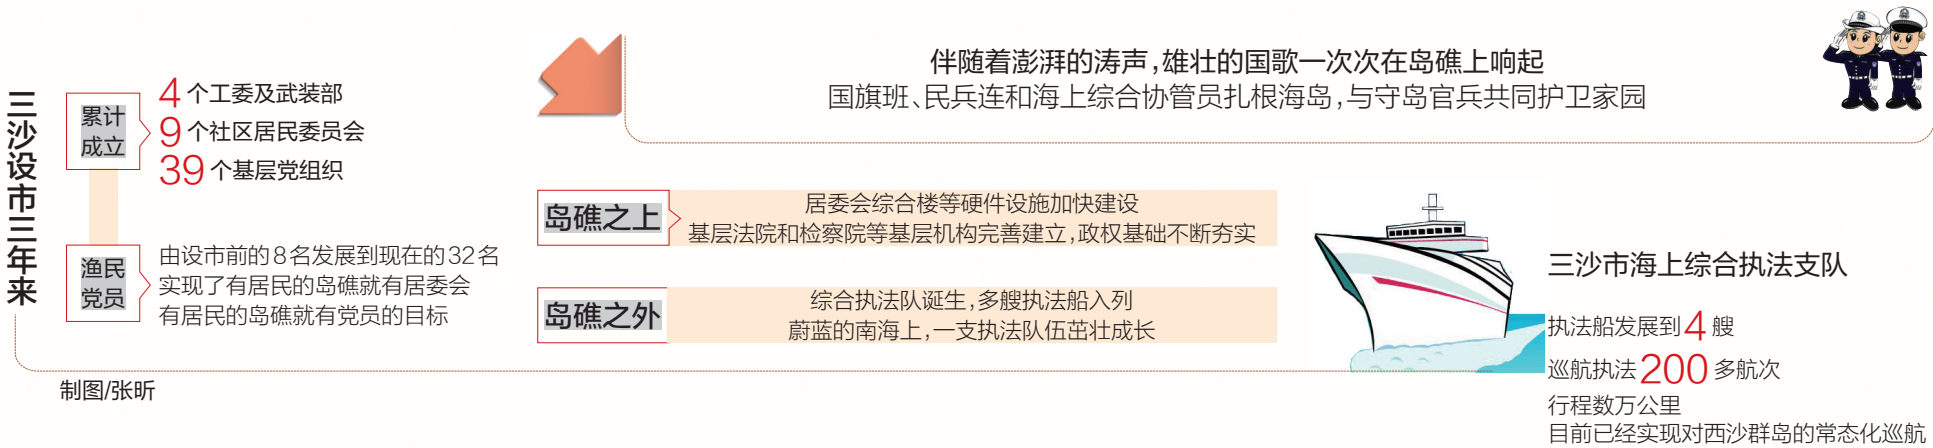 三沙设市三年来
累计
成立
4个工委及武装部
9个社区居民委员会
39个基层党组织
渔民
党员
由设市前的8名发展到现在的32名
实现了有居民的岛礁就有居委会
有居民的岛礁就有党员的目标
制图/张昕
伴随着澎湃的涛声，雄壮的国歌一次次在岛礁上响起
国旗班、民兵连和海上综合协管员扎根海岛，与守岛官兵共同护卫家园
岛礁之上
居委会综合楼等硬件设施加快建设
基层法院和检察院等基层机构完善建立，政权基础不断夯实
岛礁之外
综合执法队诞生，多艘执法船入列
蔚蓝的南海上，一支执法队伍茁壮成长
三沙市海上综合执法支队
执法船发展到4艘
巡航执法200多航次
行程数万公里
目前已经实现对西沙群岛的常态化巡航